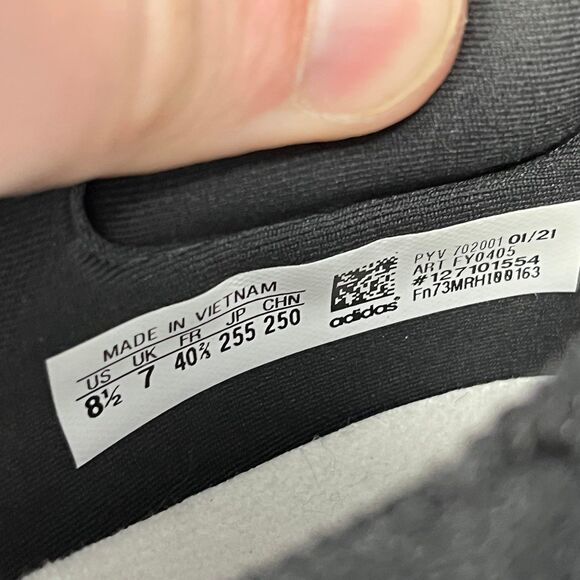 MADE IN VIETNAM
US UK FR JP CHN
8½ 7 40⅔ 255 250
adidas
PYV 702001 01/21
ART FY0405
#127101554
Fn73MRHI00163